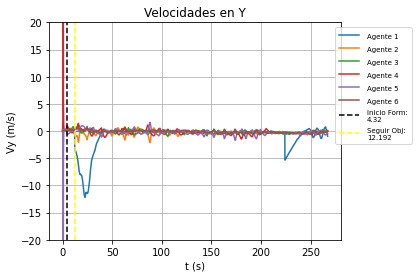 Velocidades en Y
20
15
10
5
0
−5
−10
−15
−20
Vy (m/s)
0
50
100
150
200
250
t (s)
Agente 1
Agente 2
Agente 3
Agente 4
Agente 5
Agente 6
Inicio Form:
4.32
Seguir Obj:
12.192